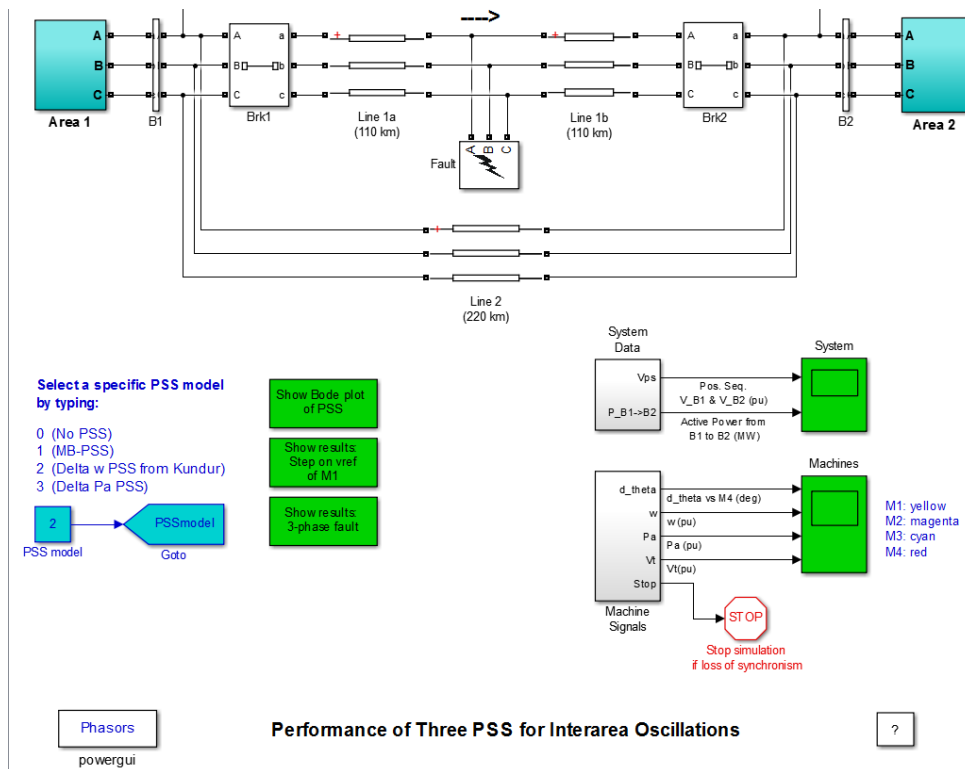 ---->
A
B
C
Area 1
B1
A
B
C
a
b
c
Brk1
+
Line 1a
(110 km)
+
Line 1b
(110 km)
A
B
C
a
b
c
Brk2
B2
A
B
C
Area 2
Fault
A
B
C
+
Line 2
(220 km)
System
Data
Vps
P_B1->B2
Pos. Seq.
V_B1 & V_B2 (pu)
Active Power from
B1 to B2 (MW)
System
Select a specific PSS model
by typing:
0 (No PSS)
1 (MB-PSS)
2 (Delta w PSS from Kundur)
3 (Delta Pa PSS)
2
PSS model
PSSmodel
Goto
Show Bode plot
of PSS
Show results:
Step on vref
of M1
Show results:
3-phase fault
d_theta
w
Pa
Vt
Stop
Machine
Signals
d_theta vs M4 (deg)
w (pu)
Pa (pu)
Vt(pu)
Machines
M1: yellow
M2: magenta
M3: cyan
M4: red
STOP
Stop simulation
if loss of synchronism
Phasors
powergui
Performance of Three PSS for Interarea Oscillations
?